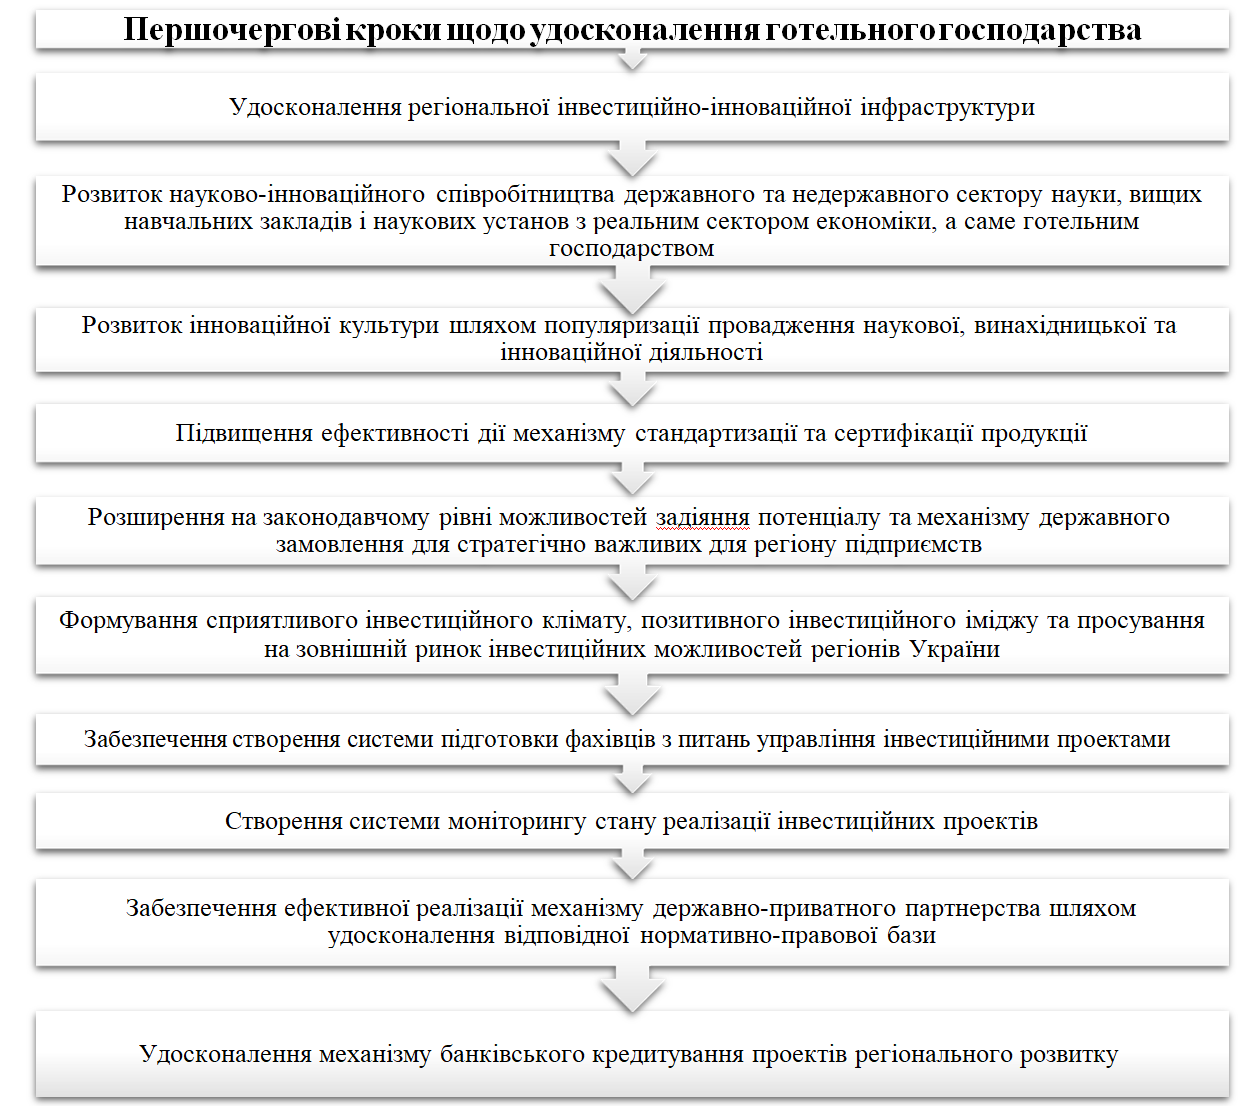 Першочергові кроки щодо удосконалення готельного господарства
Удосконалення регіональної інвестиційно-інноваційної інфраструктури
Розвиток науково-інноваційного співробітництва державного та недержавного сектору науки, вищих
навчальних закладів і наукових установ з реальним сектором економіки, а саме готельним
господарством
Розвиток інноваційної культури шляхом популяризації провадження наукової, винахідницької та
інноваційної діяльності
Підвищення ефективності дії механізму стандартизації та сертифікації продукції
Розширення на законодавчому рівні можливостей задіяння потенціалу та механізму державного
замовлення для стратегічно важливих для регіону підприємств
Формування сприятливого інвестиційного клімату, позитивного інвестиційного іміджу та просування
на зовнішній ринок інвестиційних можливостей регіонів України
Забезпечення створення системи підготовки фахівців з питань управління інвестиційними проектами
Створення системи моніторингу стану реалізації інвестиційних проектів
Забезпечення ефективної реалізації механізму державно-приватного партнерства шляхом
удосконалення відповідної нормативно-правової бази
Удосконалення механізму банківського кредитування проектів регіонального розвитку